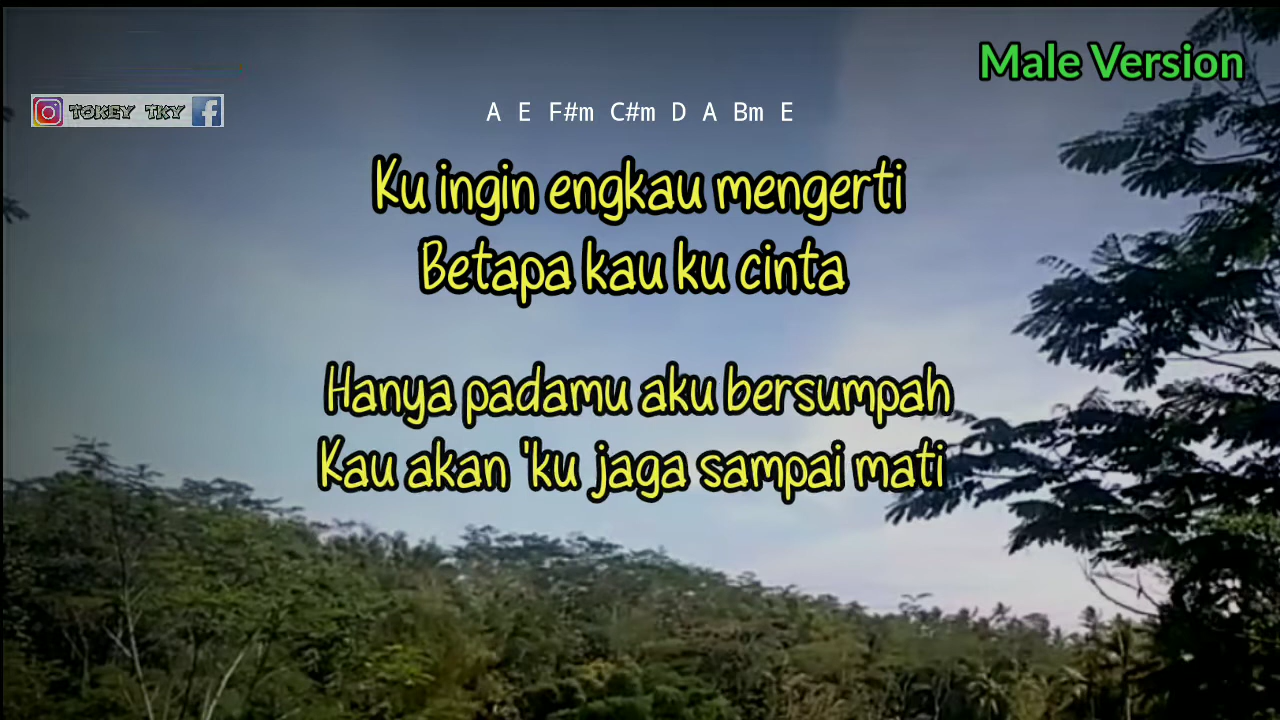 Male Version
TOKEY TKY
A E F#m C#m D A Bm E
Ku ingin engkau mengerti
Betapa kau ku cinta
Hanya padamu aku bersumpah
Kau akan 'ku jaga sampai mati